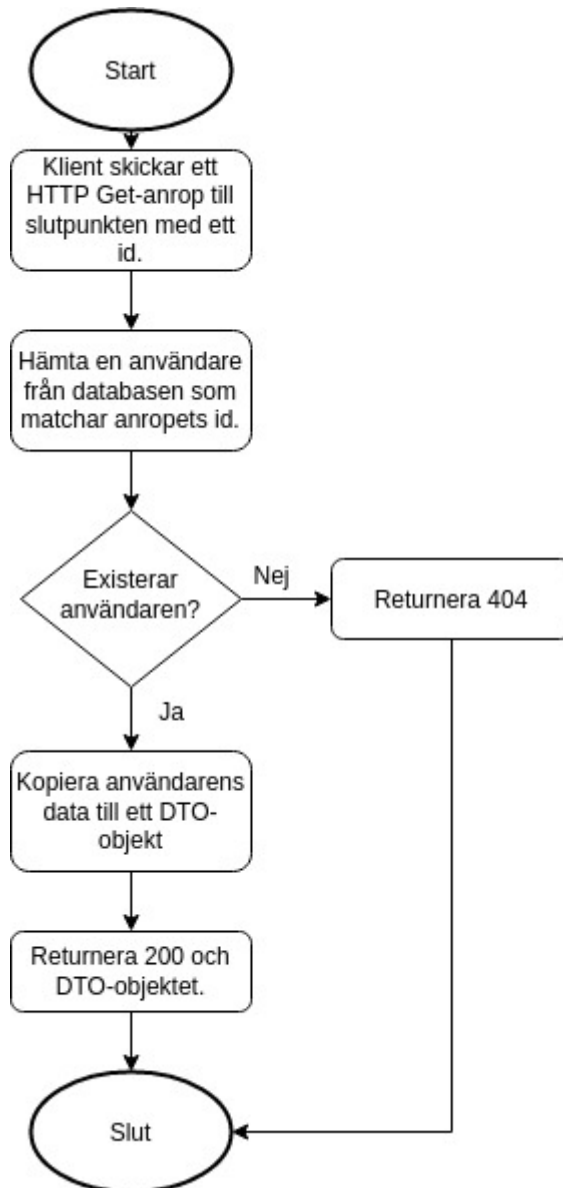 Start
Klient skickar ett
HTTP Get-anrop till
slutpunkten med ett
id.
Hämta en användare
från databasen som
matchar anropets id.
Existerar
användaren?
Nej
Returnera 404
Ja
Kopiera användarens
data till ett DTO-
objekt
Returnera 200 och
DTO-objektet.
Slut